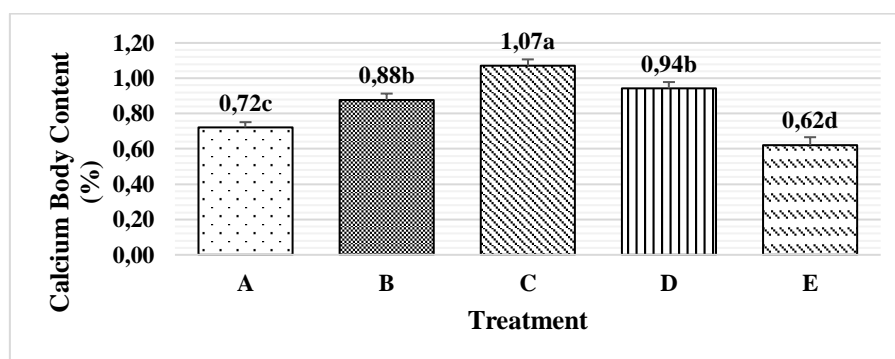 Calcium Body Content
(%)
1,20
1,00
0,80
0,60
0,40
0,20
0,00
0,72c
0,88b
1,07a
0,94b
0,62d
A B C D E
Treatment